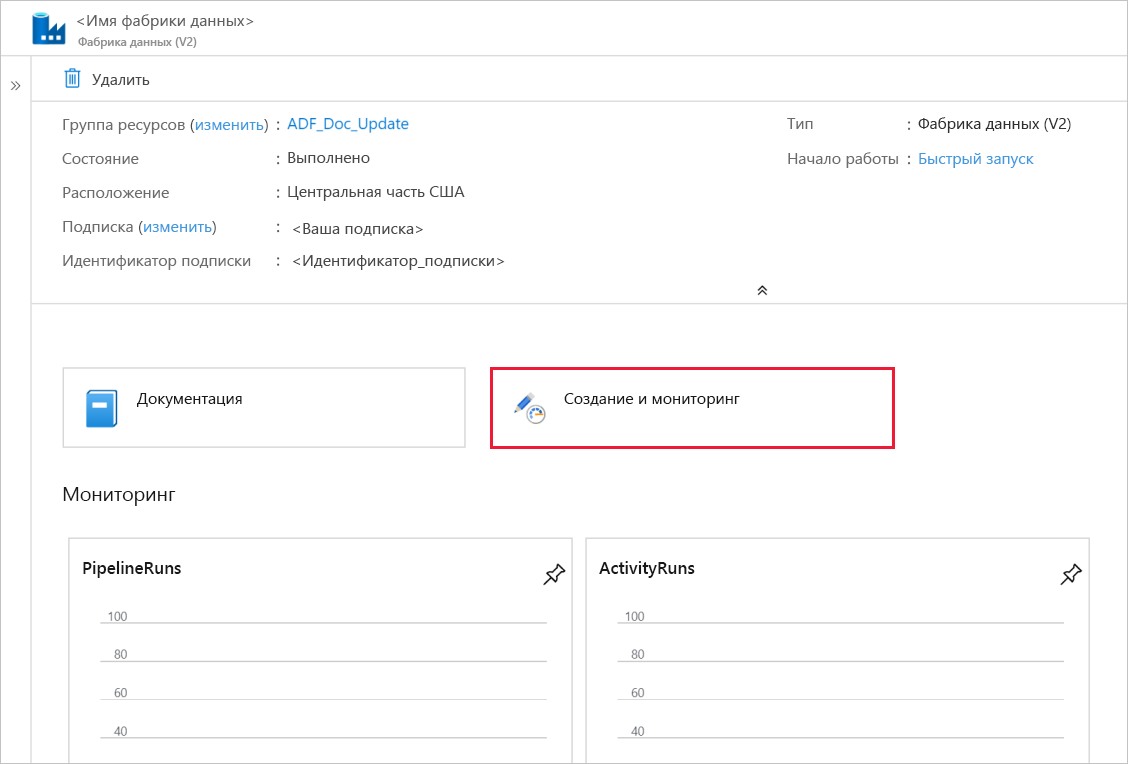 <Имя фабрики данных>
Фабрика данных (V2)
Удалить
Группа ресурсов (изменить) : ADF_Doc_Update
Тип : Фабрика данных (V2)
Состояние : Выполнено
Начало работы : Быстрый запуск
Расположение : Центральная часть США
Подписка (изменить) : <Ваша подписка>
Идентификатор подписки : <Идентификатор_подписки>
Документация
Создание и мониторинг
Мониторинг
PipelineRuns
100
80
60
40
ActivityRuns
100
80
60
40